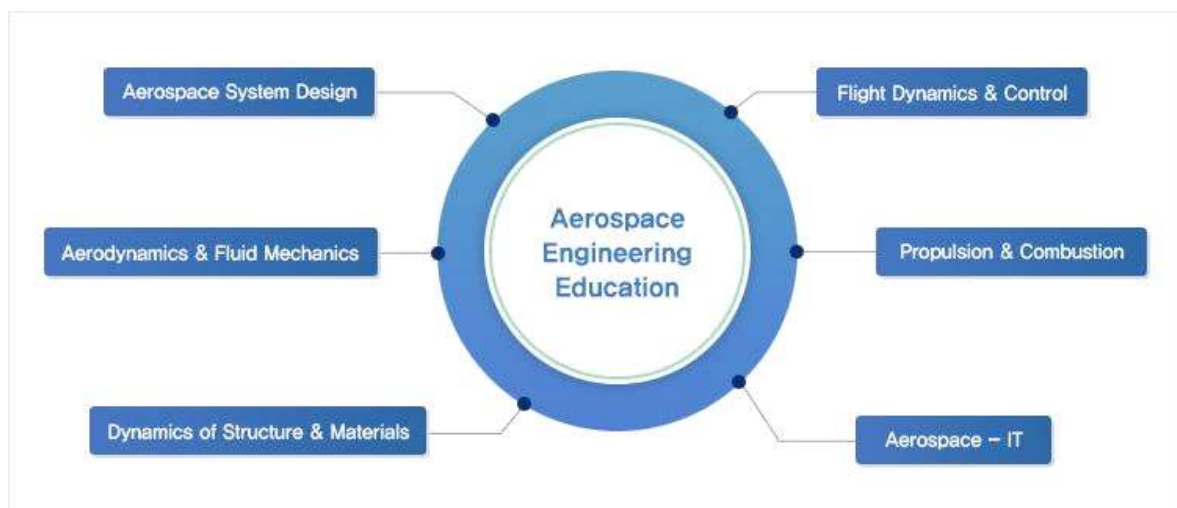 Aerospace System Design
Flight Dynamics & Control
Aerodynamics & Fluid Mechanics
Aerospace
Engineering
Education
Propulsion & Combustion
Dynamics of Structure & Materials
Aerospace – IT